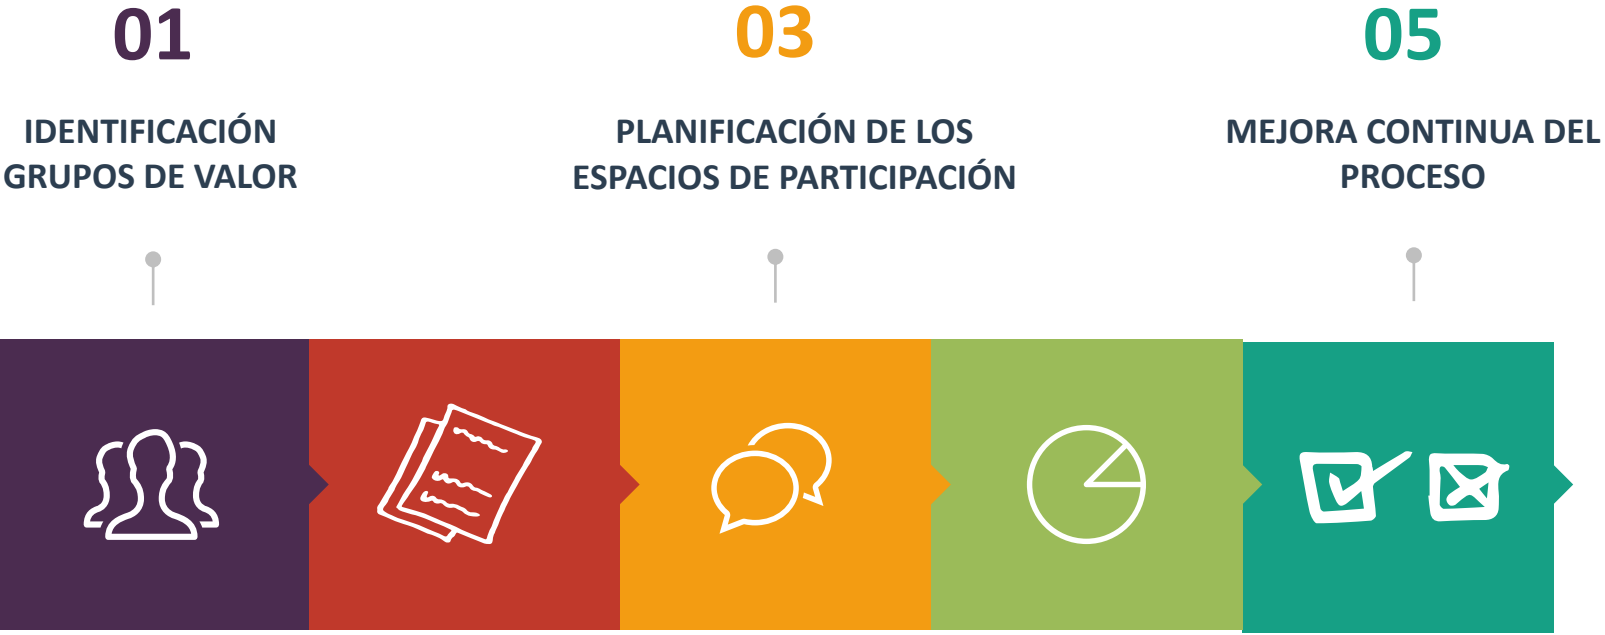 01
IDENTIFICACIÓN
GRUPOS DE VALOR
03
PLANIFICACIÓN DE LOS
ESPACIOS DE PARTICIPACIÓN
05
MEJORA CONTINUA DEL
PROCESO